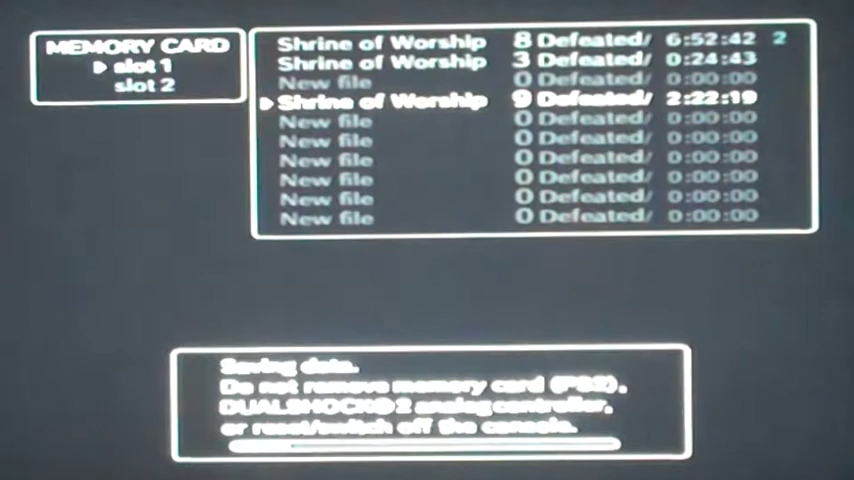 MEMORY CARD
slot 1
slot 2
Shrine of Worship 8 Defeated/ 6:52:42 2
Shrine of Worship 3 Defeated/ 0:24:43
New file 0 Defeated/ 0:00:00
Shrine of Worship 9 Defeated/ 2:22:19
New file 0 Defeated/ 0:00:00
New file 0 Defeated/ 0:00:00
New file 0 Defeated/ 0:00:00
New file 0 Defeated/ 0:00:00
New file 0 Defeated/ 0:00:00
New file 0 Defeated/ 0:00:00
Saving data.
Do not remove memory card (PS2),
DUALSHOCK®2 analog controller,
or reset/switch off the console.